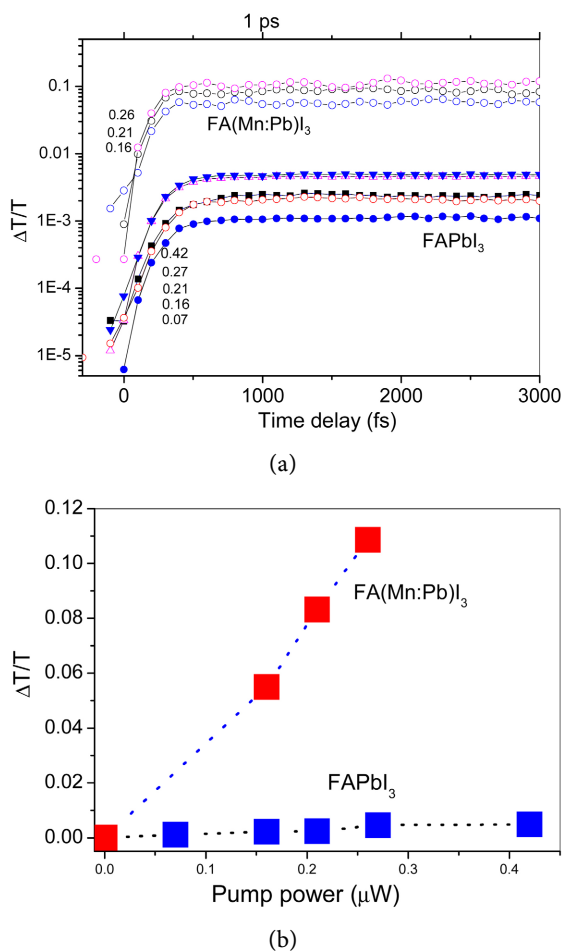 1 ps
0.1
0.01
1E-3
1E-4
1E-5
ΔT/T
0.26
0.21
0.16
FA(Mn:Pb)I₃
FAPbI₃
0.42
0.27
0.21
0.16
0.07
0 1000 2000 3000
Time delay (fs)
(a)
0.12
0.10
0.08
0.06
0.04
0.02
0.00
ΔT/T
FA(Mn:Pb)I₃
FAPbI₃
0.0 0.1 0.2 0.3 0.4
Pump power (μW)
(b)